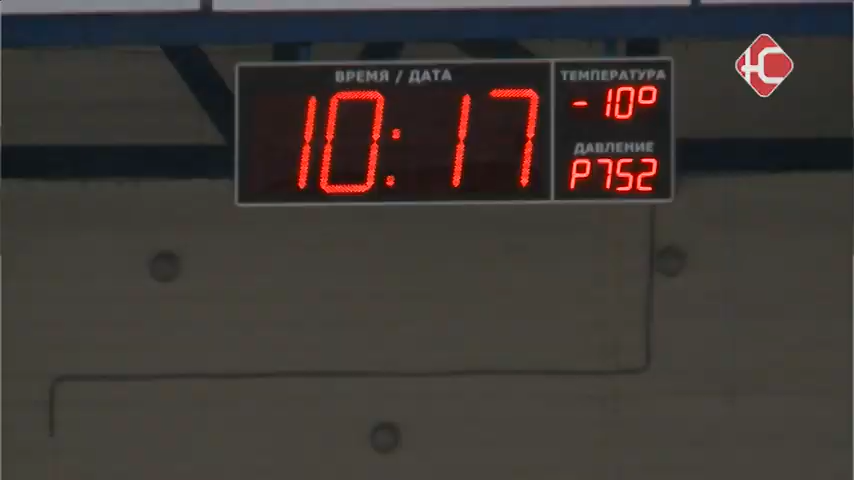 ВРЕМЯ / ДАТА
10:17
ТЕМПЕРАТУРА
-10°
ДАВЛЕНИЕ
P752
Ю